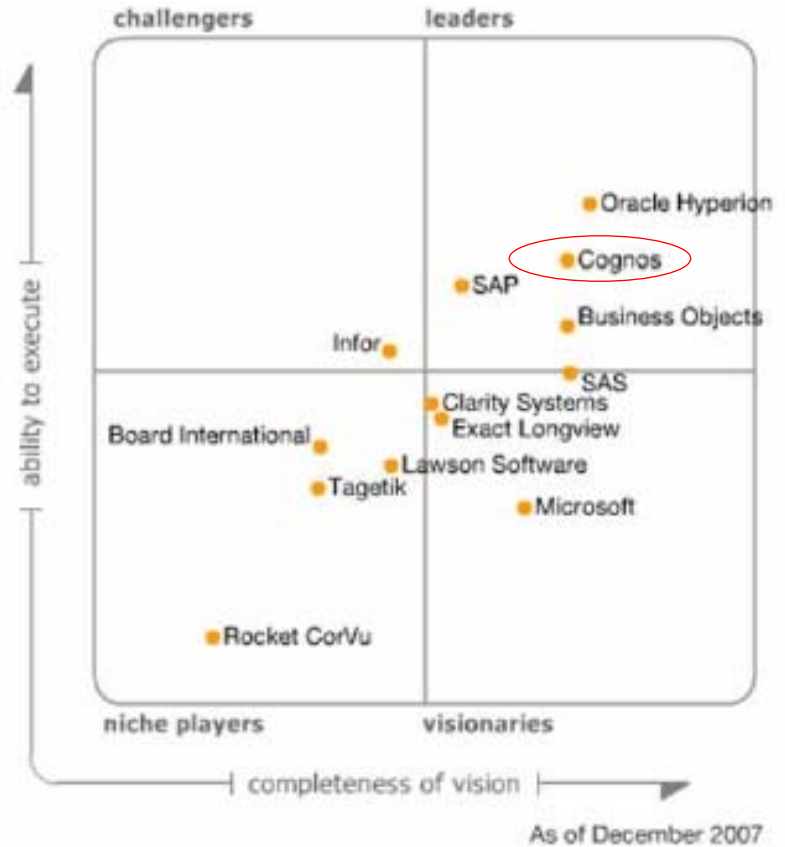 challengers
leaders
Oracle Hyperion
Cognos
SAP
Business Objects
Infor
SAS
Clarity Systems
Exact Longview
Board International
Lawson Software
Tagetik
Microsoft
Rocket CorVu
niche players
visionaries
ability to execute
completeness of vision
As of December 2007